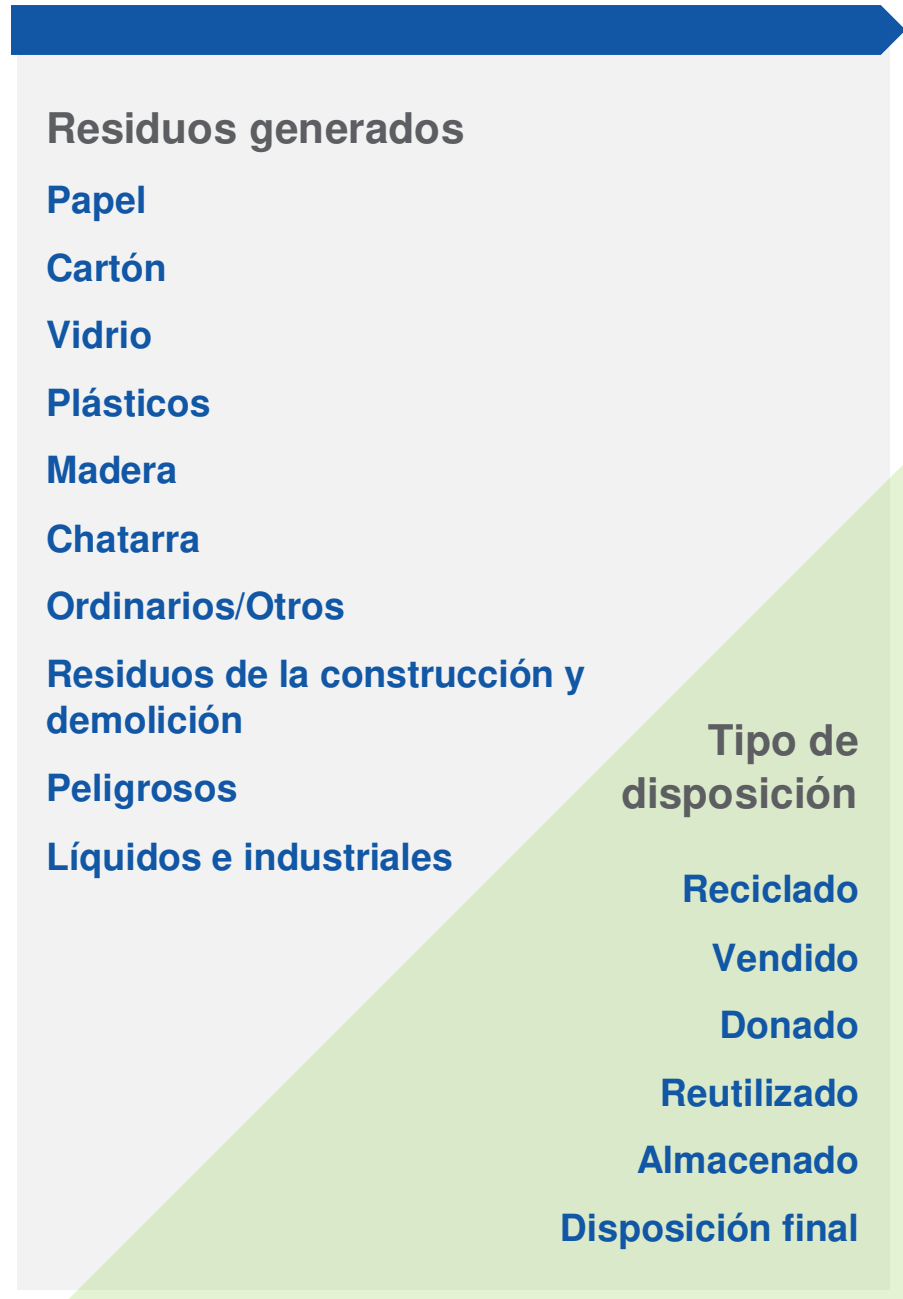 Residuos generados
Papel
Cartón
Vidrio
Plásticos
Madera
Chatarra
Ordinarios/Otros
Residuos de la construcción y
demolición
Peligrosos
Líquidos e industriales
Tipo de
disposición
Reciclado
Vendido
Donado
Reutilizado
Almacenado
Disposición final